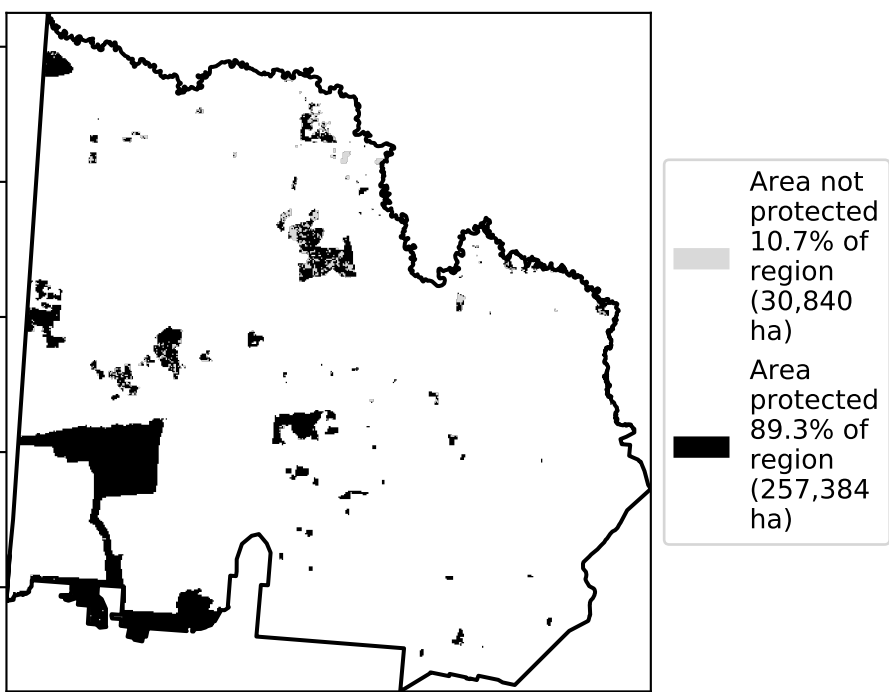 Area not
protected
10.7% of
region
(30,840
ha)
Area
protected
89.3% of
region
(257,384
ha)